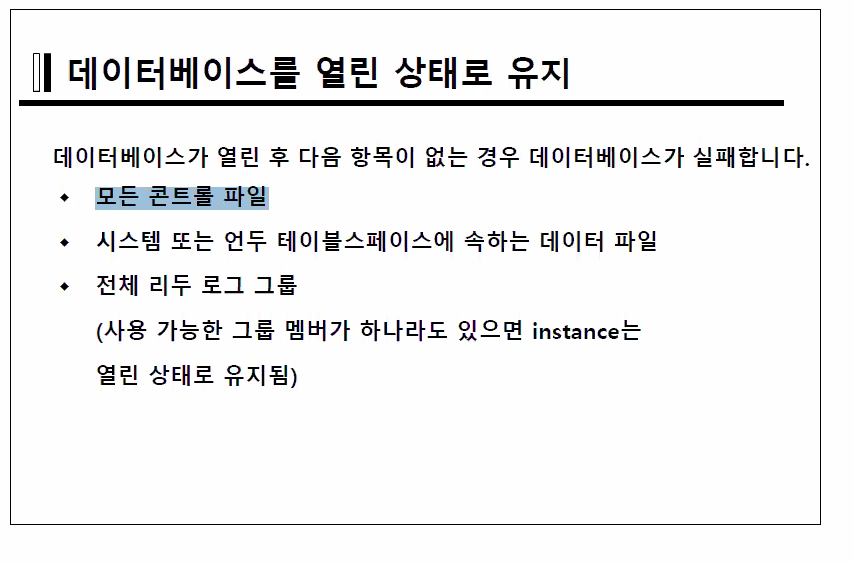 데이터베이스를 열린 상태로 유지
데이터베이스가 열린 후 다음 항목이 없는 경우 데이터베이스가 실패합니다.
◆ 모든 콘트롤 파일
◆ 시스템 또는 언두 테이블스페이스에 속하는 데이터 파일
◆ 전체 리두 로그 그룹
(사용 가능한 그룹 멤버가 하나라도 있으면 instance는
열린 상태로 유지됨)